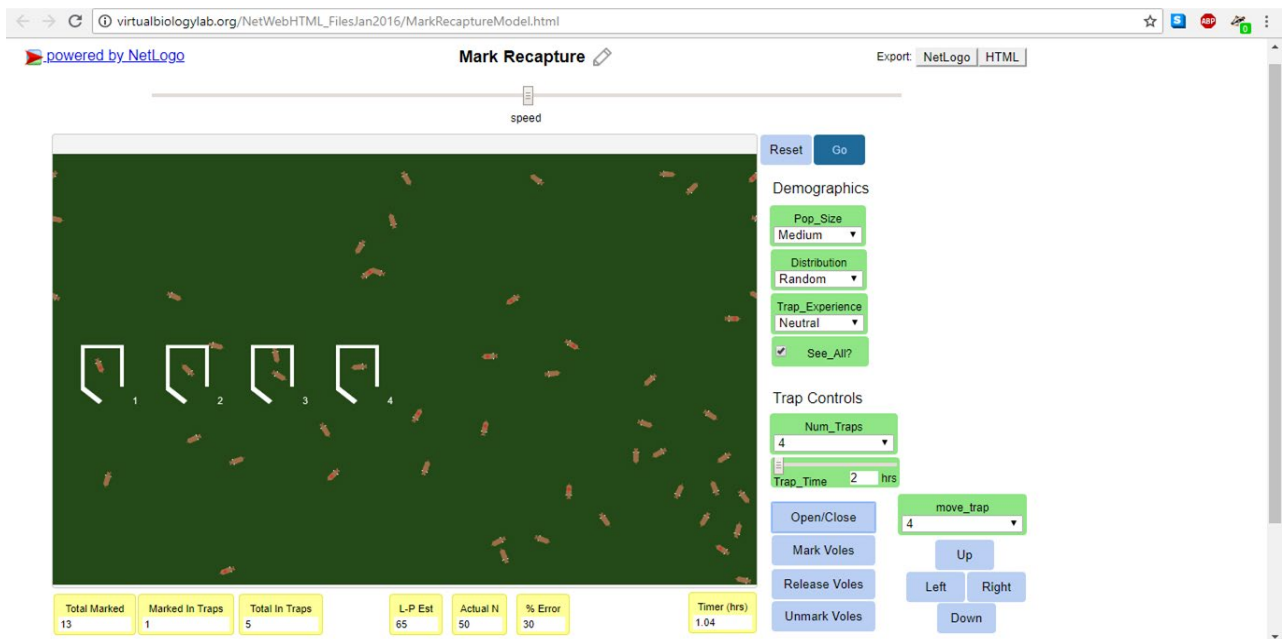 virtualbiologylab.org/NetWebHTML_FilesJan2016/MarkRecaptureModel.html
S
ABP
0
powered by NetLogo
Mark Recapture
Export: NetLogo HTML
speed
Reset Go
Demographics
Pop_Size
Medium
Distribution
Random
Trap_Experience
Neutral
See_All?
1 2 3 4
Trap Controls
Num_Traps
4
Trap_Time 2 hrs
Open/Close
Mark Voles
Release Voles
Unmark Voles
move_trap
4
Up
Left Right
Down
Total Marked Marked In Traps Total In Traps L-P Est Actual N % Error Timer (hrs)
13 1 5 65 50 30 1.04